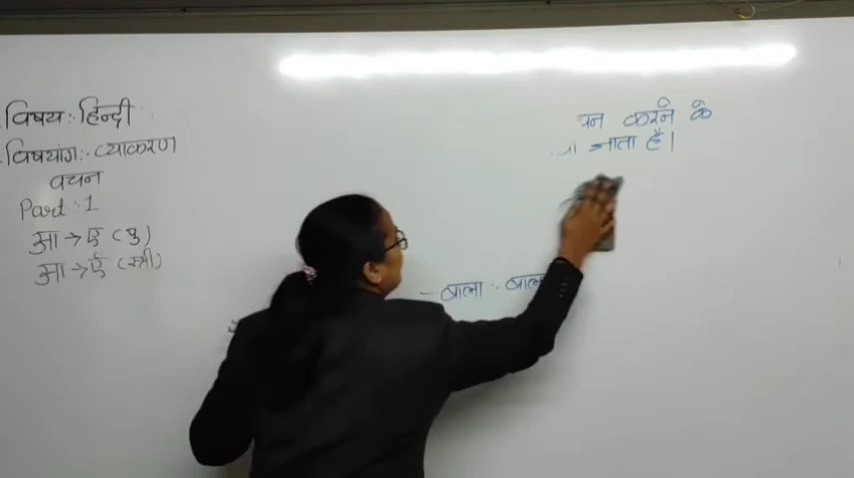 विषय: हिन्दी
विषयांग:. व्याकरण
वचन
Part : 1
आ → ए (पु)
आ → एँ (स्त्री)
करने के
जाता है।
- बाला :-